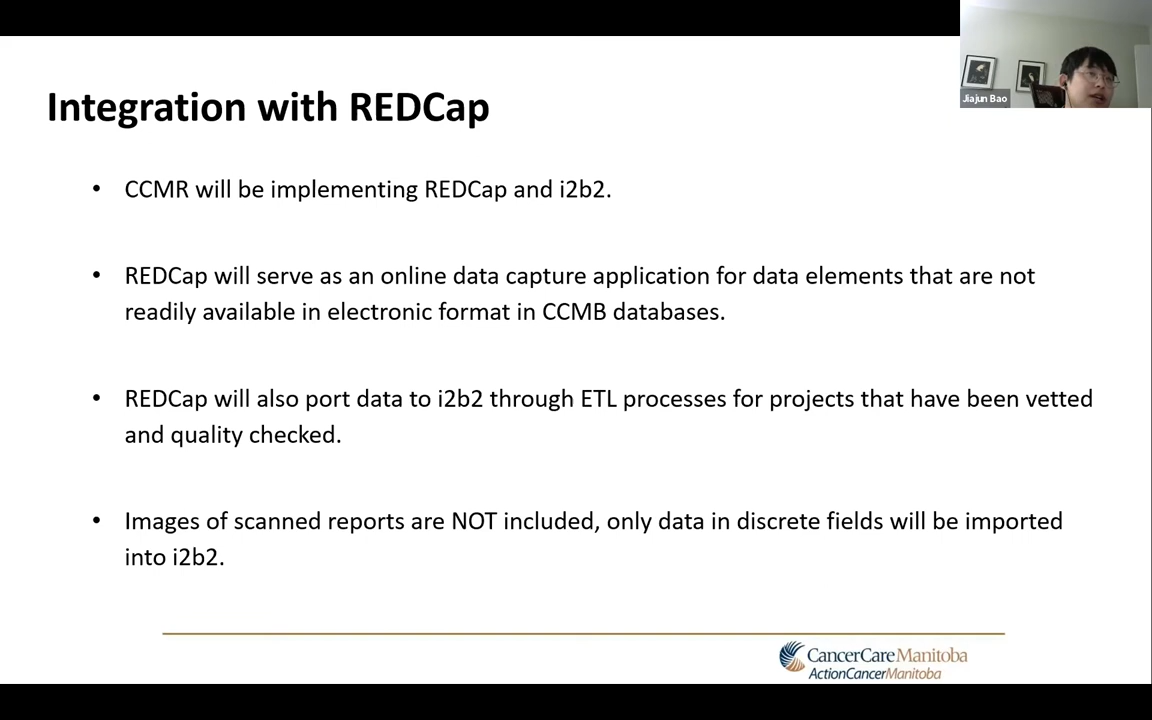 Jiajun Bao
Integration with REDCap
• CCMR will be implementing REDCap and i2b2.
• REDCap will serve as an online data capture application for data elements that are not
readily available in electronic format in CCMB databases.
• REDCap will also port data to i2b2 through ETL processes for projects that have been vetted
and quality checked.
• Images of scanned reports are NOT included, only data in discrete fields will be imported
into i2b2.
CancerCareManitoba
ActionCancerManitoba